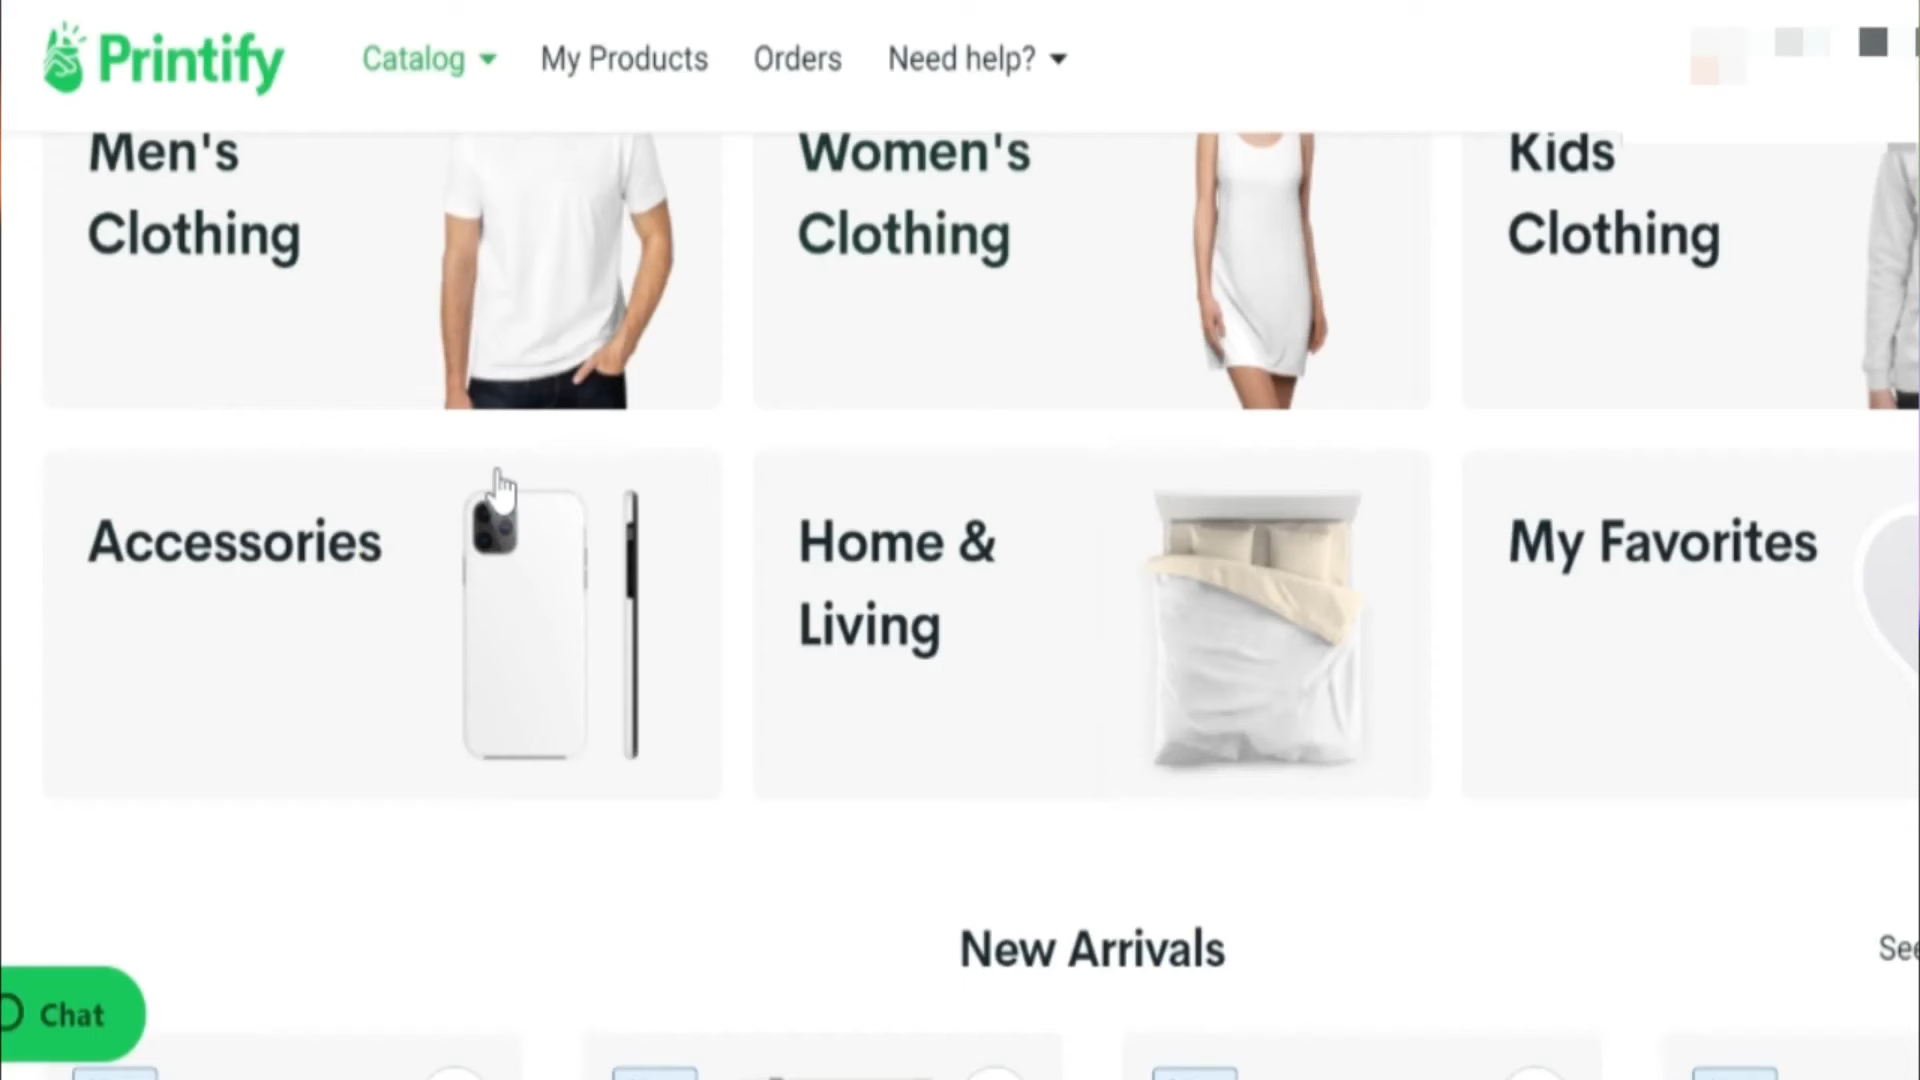 Printify
Catalog
My Products
Orders
Need help?
Men's
Clothing
Women's
Clothing
Kids
Clothing
Accessories
Home &
Living
My Favorites
New Arrivals
Chat